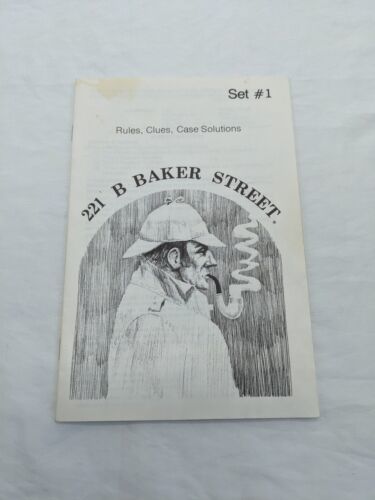 Set #1
Rules, Clues, Case Solutions
221 B BAKER STREET.